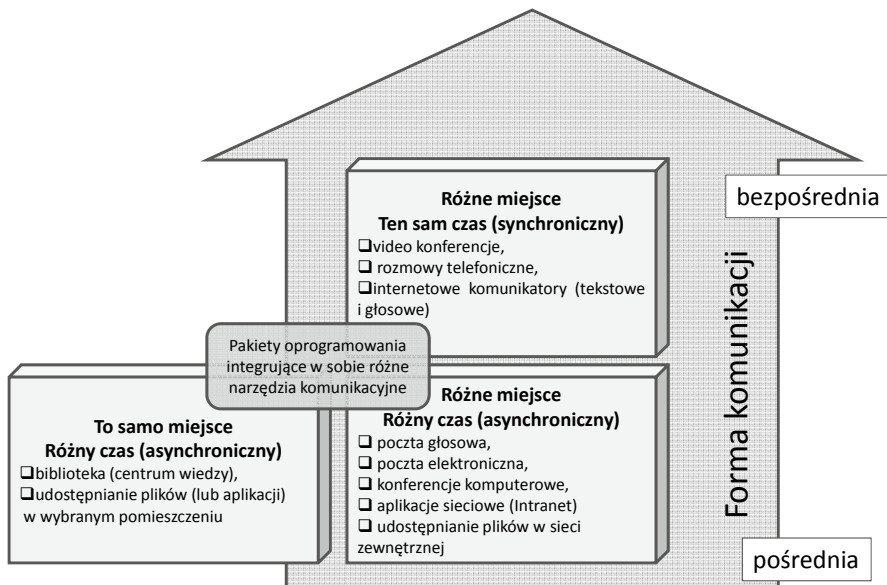 Różne miejsce
Ten sam czas (synchroniczny)
❑video konferencje,
❑ rozmowy telefoniczne,
❑internetowe komunikatory (tekstowe
i głosowe)
bezpośrednia
Forma komunikacji
pośrednia
Pakiety oprogramowania
integrujące w sobie różne
narzędzia komunikacyjne
To samo miejsce
Różny czas (asynchroniczny)
❑biblioteka (centrum wiedzy),
❑udostępnianie plików (lub aplikacji)
w wybranym pomieszczeniu
Różne miejsce
Różny czas (asynchroniczny)
❑ poczta głosowa,
❑ poczta elektroniczna,
❑ konferencje komputerowe,
❑ aplikacje sieciowe (Intranet)
❑ udostępnianie plików w sieci
zewnętrznej